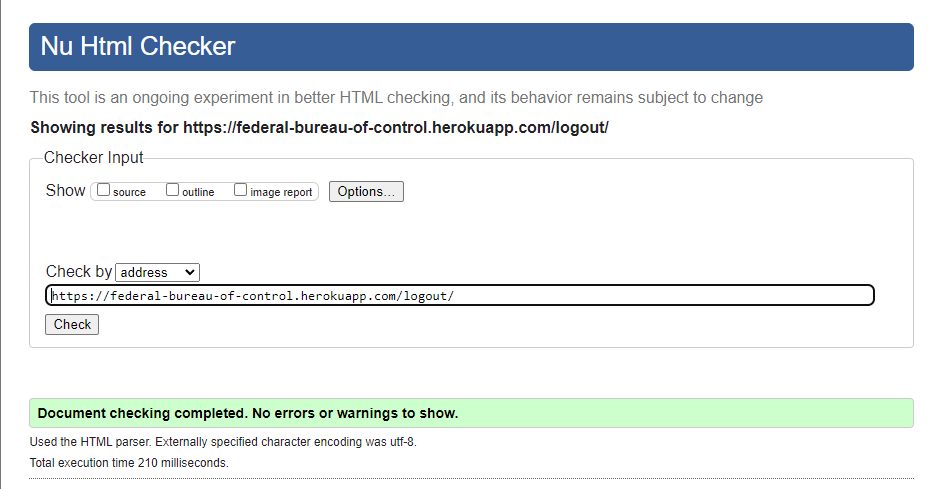 Nu Html Checker
This tool is an ongoing experiment in better HTML checking, and its behavior remains subject to change
Showing results for https://federal-bureau-of-control.herokuapp.com/logout/
Checker Input
Show source outline image report Options...
Check by address
https://federal-bureau-of-control.herokuapp.com/logout/
Check
Document checking completed. No errors or warnings to show.
Used the HTML parser. Externally specified character encoding was utf-8.
Total execution time 210 milliseconds.